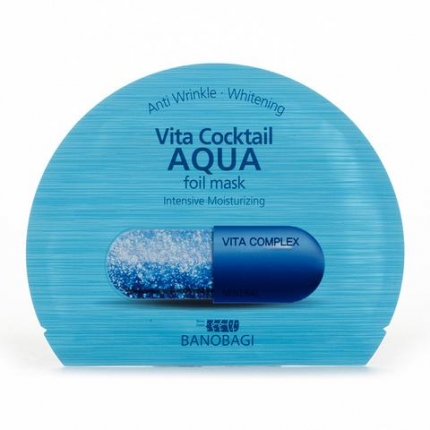 Anti Wrinkle · Whitening
Vita Cocktail
AQUA
foil mask
Intensive Moisturizing
VITA COMPLEX
BANOBAGI